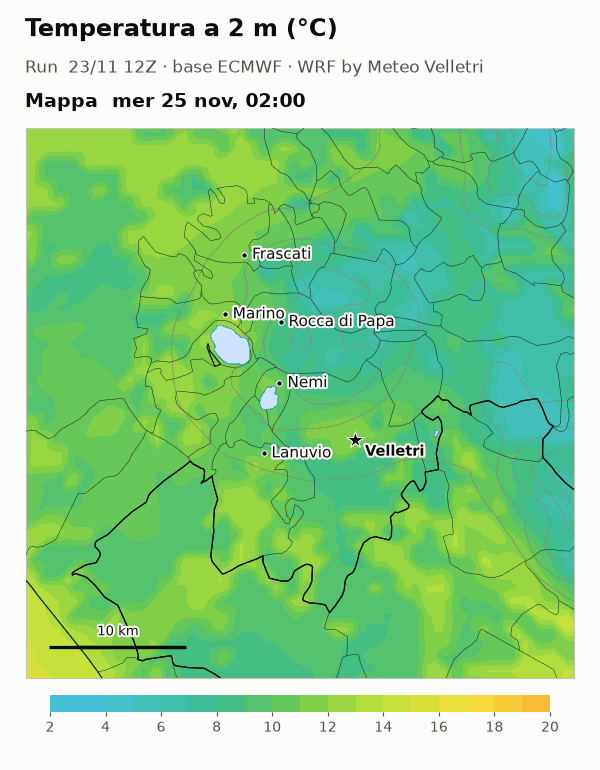 Temperatura a 2 m (°C)
Run  23/11 12Z · base ECMWF · WRF by Meteo Velletri
Mappa  mer 25 nov, 02:00
Frascati
Marino
Rocca di Papa
Nemi
Velletri
Lanuvio
10 km
2 4 6 8 10 12 14 16 18 20